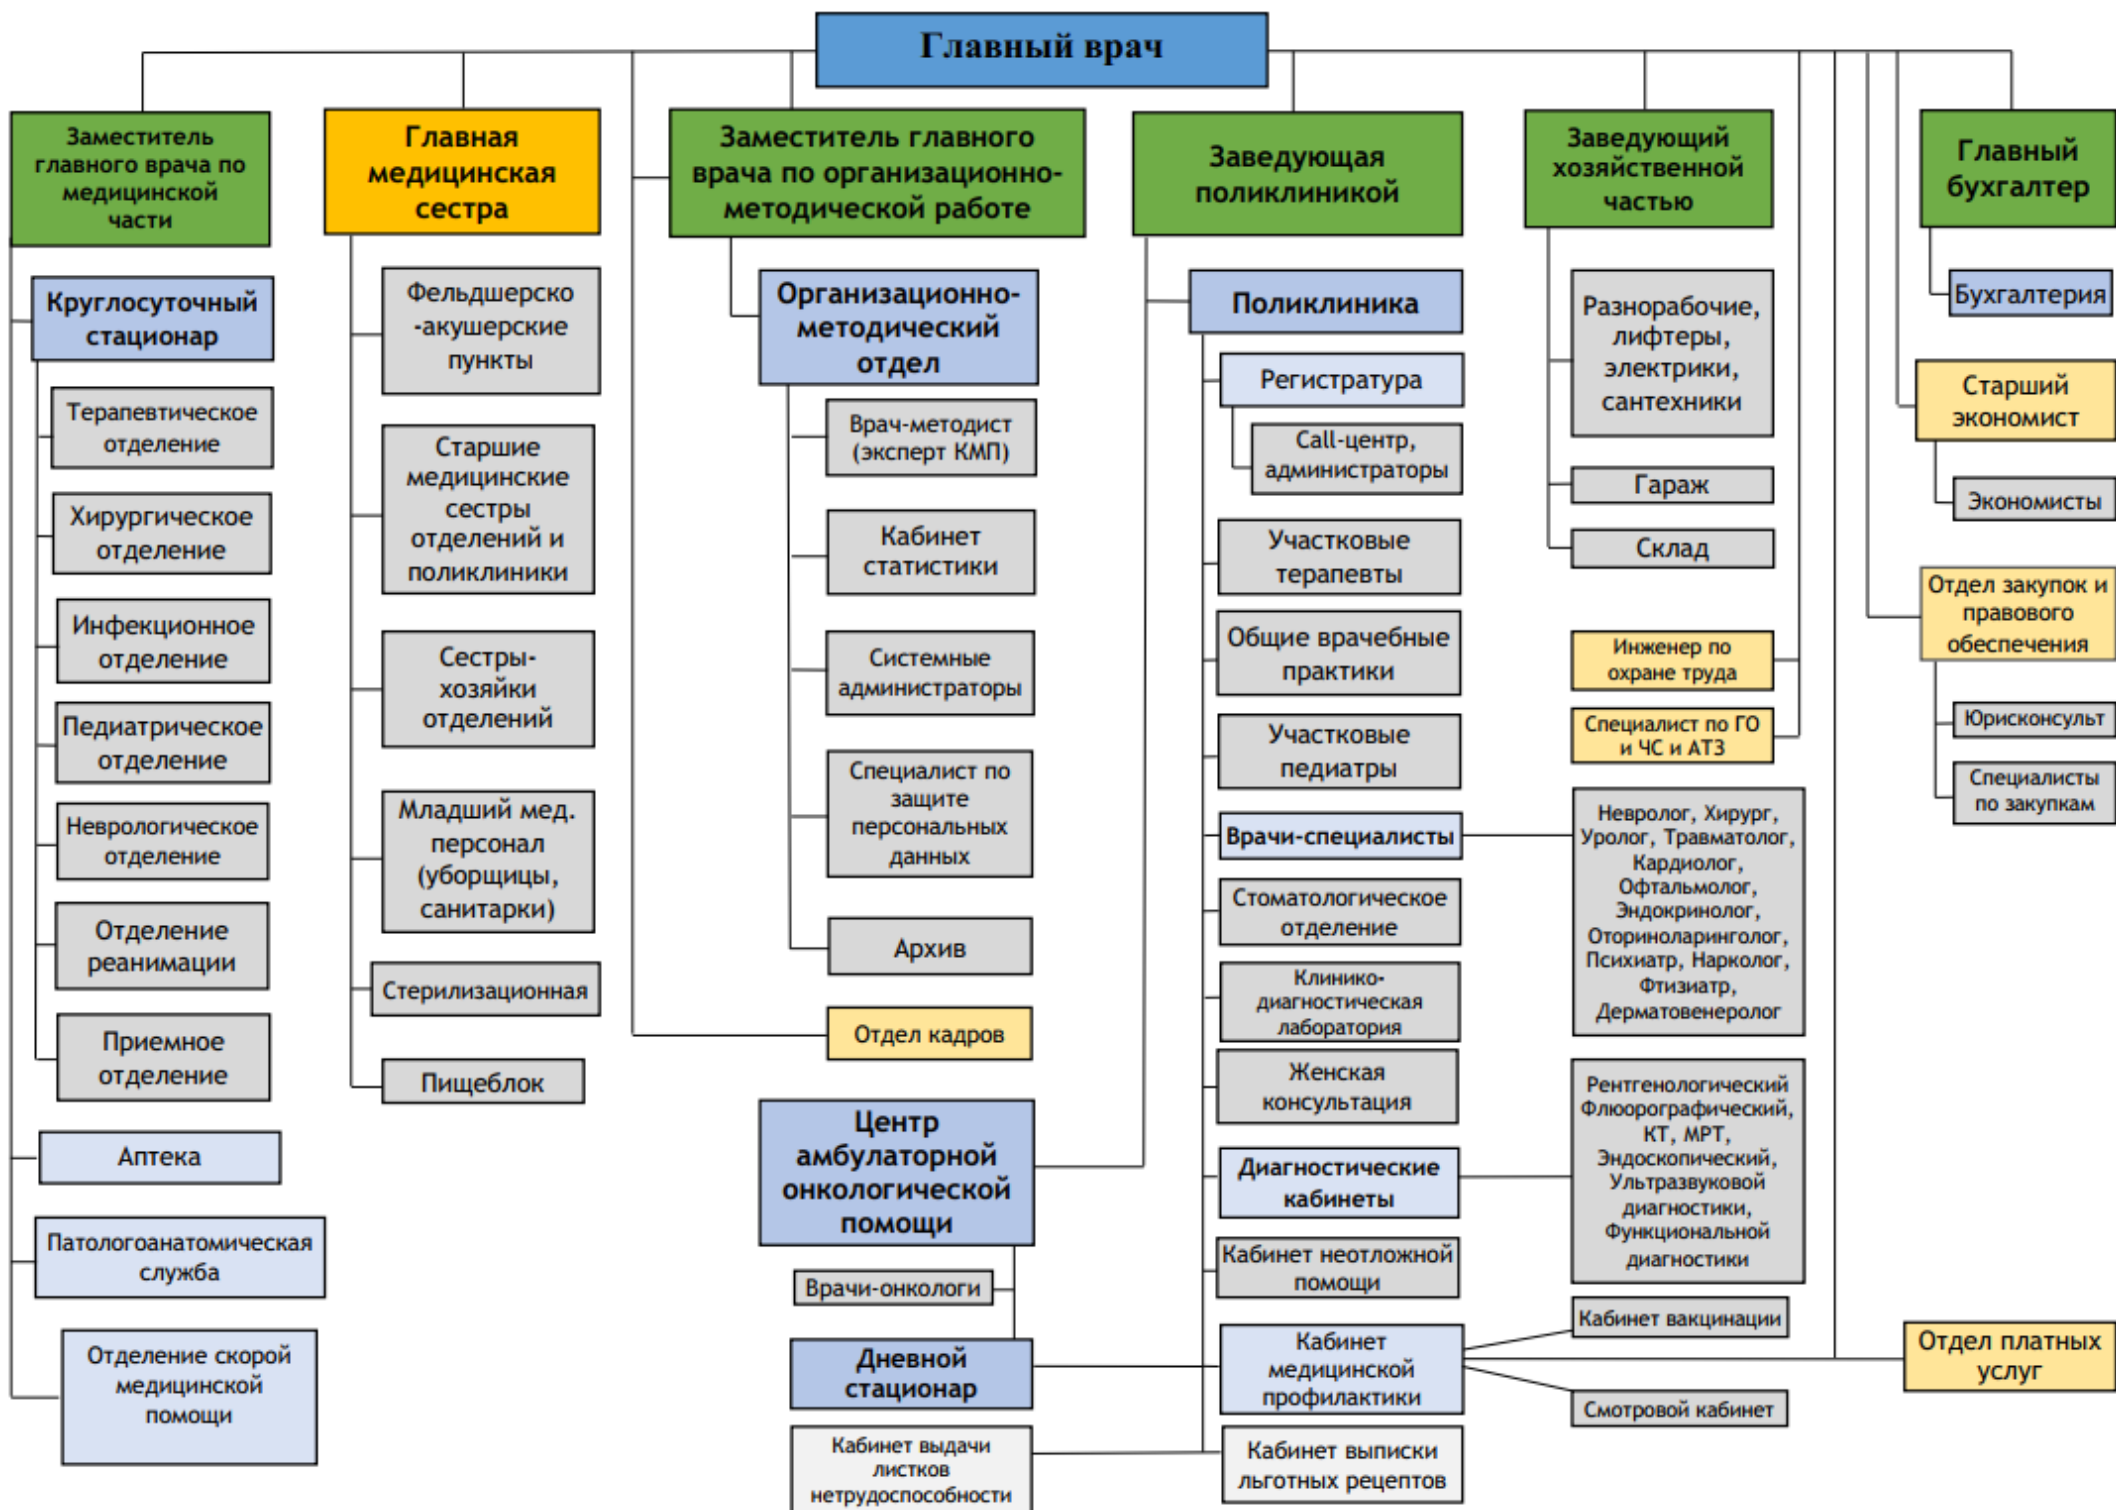 Главный врач
Заместитель
главного врача по
медицинской
части
Круглосуточный
стационар
Терапевтическое
отделение
Хирургическое
отделение
Инфекционное
отделение
Педиатрическое
отделение
Неврологическое
отделение
Отделение
реанимации
Приемное
отделение
Аптека
Патологоанатомическая
служба
Отделение скорой
медицинской
помощи
Главная
медицинская
сестра
Фельдшерско
-акушерские
пункты
Старшие
медицинские
сестры
отделений и
поликлиники
Сестры-
хозяйки
отделений
Младший мед.
персонал
(уборщицы,
санитарки)
Стерилизационная
Пищеблок
Заместитель главного
врача по организационно-
методической работе
Организационно-
методический
отдел
Врач-методист
(эксперт КМП)
Кабинет
статистики
Системные
администраторы
Специалист по
защите
персональных
данных
Архив
Отдел кадров
Центр
амбулаторной
онкологической
помощи
Врачи-онкологи
Дневной
стационар
Кабинет выдачи
листков
нетрудоспособности
Заведующая
поликлиникой
Поликлиника
Регистратура
Call-центр,
администраторы
Участковые
терапевты
Общие врачебные
практики
Участковые
педиатры
Врачи-специалисты
Стоматологическое
отделение
Клинико-
диагностическая
лаборатория
Женская
консультация
Диагностические
кабинеты
Кабинет неотложной
помощи
Кабинет
медицинской
профилактики
Кабинет выписки
льготных рецептов
Заведующий
хозяйственной
частью
Разнорабочие,
лифтеры,
электрики,
сантехники
Гараж
Склад
Инженер по
охране труда
Специалист по ГО
и ЧС и АТЗ
Невролог, Хирург,
Уролог, Травматолог,
Кардиолог,
Офтальмолог,
Эндокринолог,
Оториноларинголог,
Психиатр, Нарколог,
Фтизиатр,
Дерматовенеролог
Рентгенологический
Флюорографический,
КТ, МРТ,
Эндоскопический,
Ультразвуковой
диагностики,
Функциональной
диагностики
Кабинет вакцинации
Смотровой кабинет
Главный
бухгалтер
Бухгалтерия
Старший
экономист
Экономисты
Отдел закупок и
правового
обеспечения
Юрисконсульт
Специалисты
по закупкам
Отдел платных
услуг